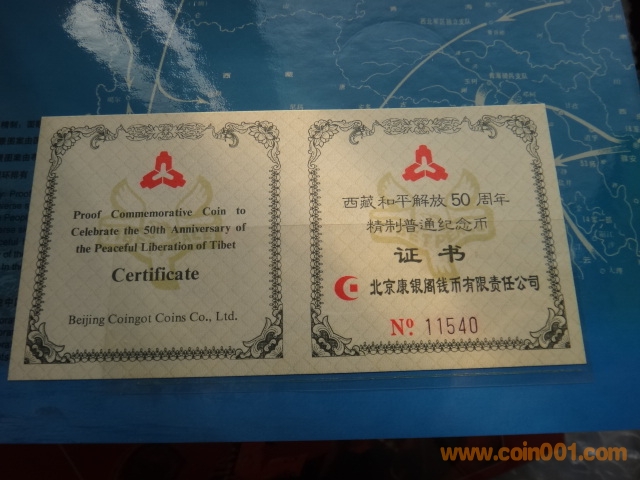 Proof Commemorative Coin to
Celebrate the 50th Anniversary of
the Peaceful Liberation of Tibet
Certificate
Beijing Coingot Coins Co., Ltd.
西藏和平解放 50 周年
精制普通纪念币
证书
北京康银阁钱币有限责任公司
Nº 11540
www.coin001.com